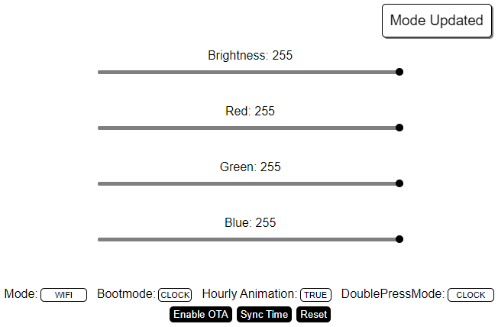 Mode Updated
Brightness: 255
Red: 255
Green: 255
Blue: 255
Mode: WIFI Bootmode: CLOCK Hourly Animation: TRUE DoublePressMode: CLOCK
Enable OTA Sync Time Reset